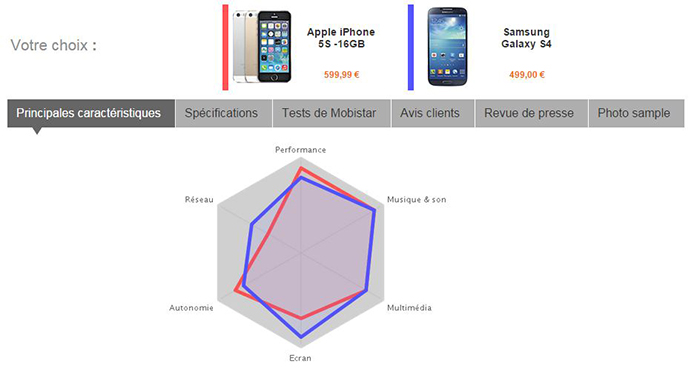 Votre choix :
Apple iPhone
5S -16GB
599,99 €
Samsung
Galaxy S4
499,00 €
Principales caractéristiques
Spécifications
Tests de Mobistar
Avis clients
Revue de presse
Photo sample
Performance
Réseau
Musique & son
Autonomie
Multimédia
Ecran